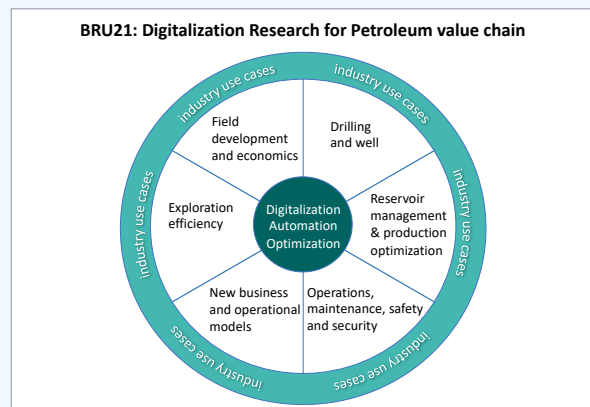 BRU21: Digitalization Research for Petroleum value chain
industry use cases
industry use cases
Field
development
and economics
Drilling
and well
industry use cases
Exploration
efficiency
Digitalization
Automation
Optimization
Reservoir
management
& production
optimization
industry use cases
New business
and operational
models
Operations,
maintenance, safety
and security
industry use cases
industry use cases